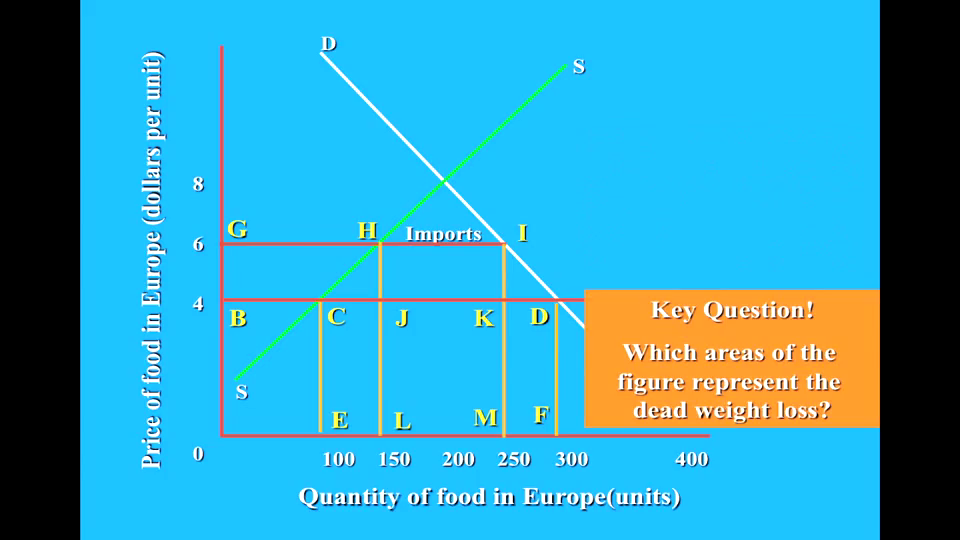 Price of food in Europe (dollars per unit)
D
S
8
G
H
Imports
I
6
4
B
C
J
K
D
Key Question!
Which areas of the
figure represent the
dead weight loss?
S
E
L
M
F
0
100 150 200 250 300 400
Quantity of food in Europe(units)